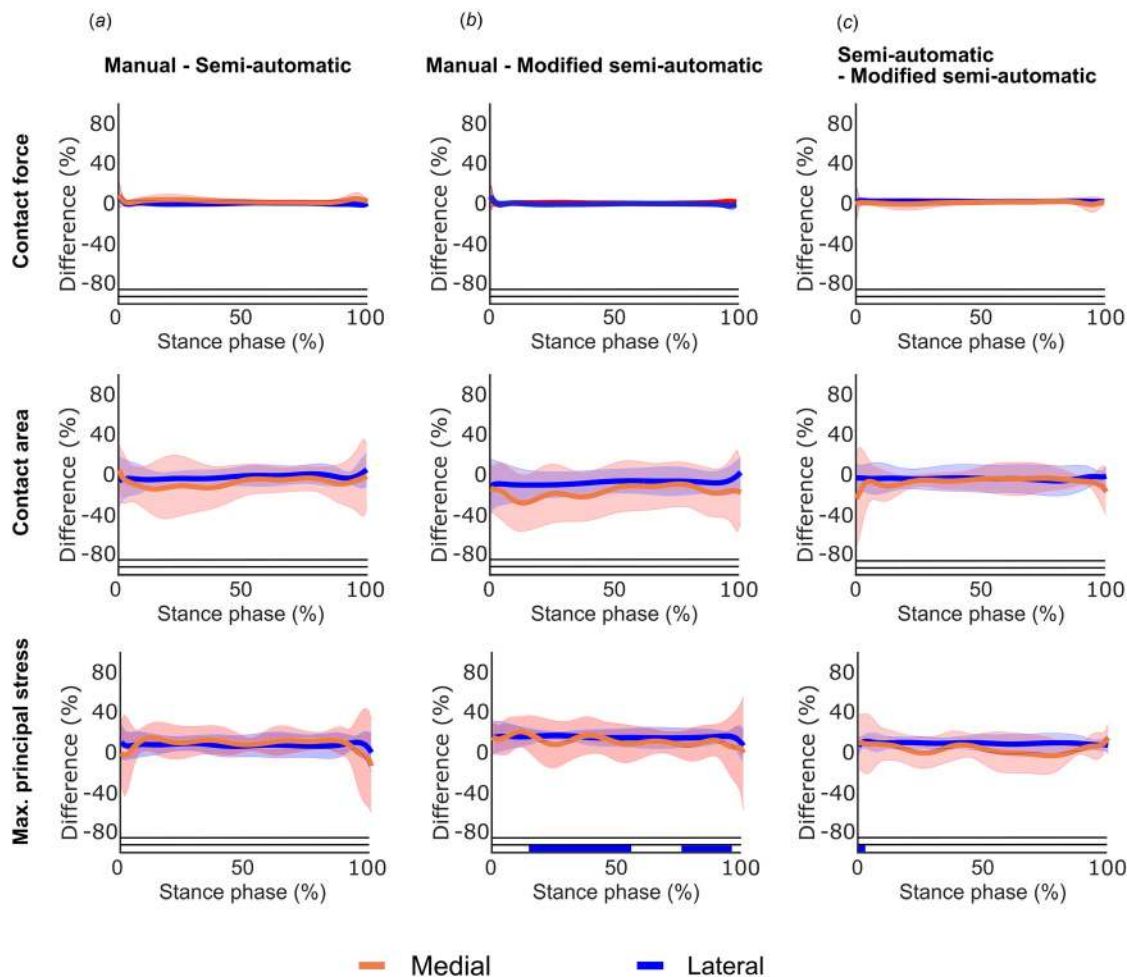 (a)
(b)
(c)
Manual - Semi-automatic
Manual - Modified semi-automatic
Semi-automatic
- Modified semi-automatic
Contact force
Difference (%)
80
40
0
-40
-80
0
50
100
Stance phase (%)
Difference (%)
80
40
0
-40
-80
0
50
100
Stance phase (%)
Difference (%)
80
40
0
-40
-80
0
50
100
Stance phase (%)
Contact area
Difference (%)
80
40
0
-40
-80
0
50
100
Stance phase (%)
Difference (%)
80
40
0
-40
-80
0
50
100
Stance phase (%)
Difference (%)
80
40
0
-40
-80
0
50
100
Stance phase (%)
Max. principal stress
Difference (%)
80
40
0
-40
-80
0
50
100
Stance phase (%)
Difference (%)
80
40
0
-40
-80
0
50
100
Stance phase (%)
Difference (%)
80
40
0
-40
-80
0
50
100
Stance phase (%)
Medial
Lateral